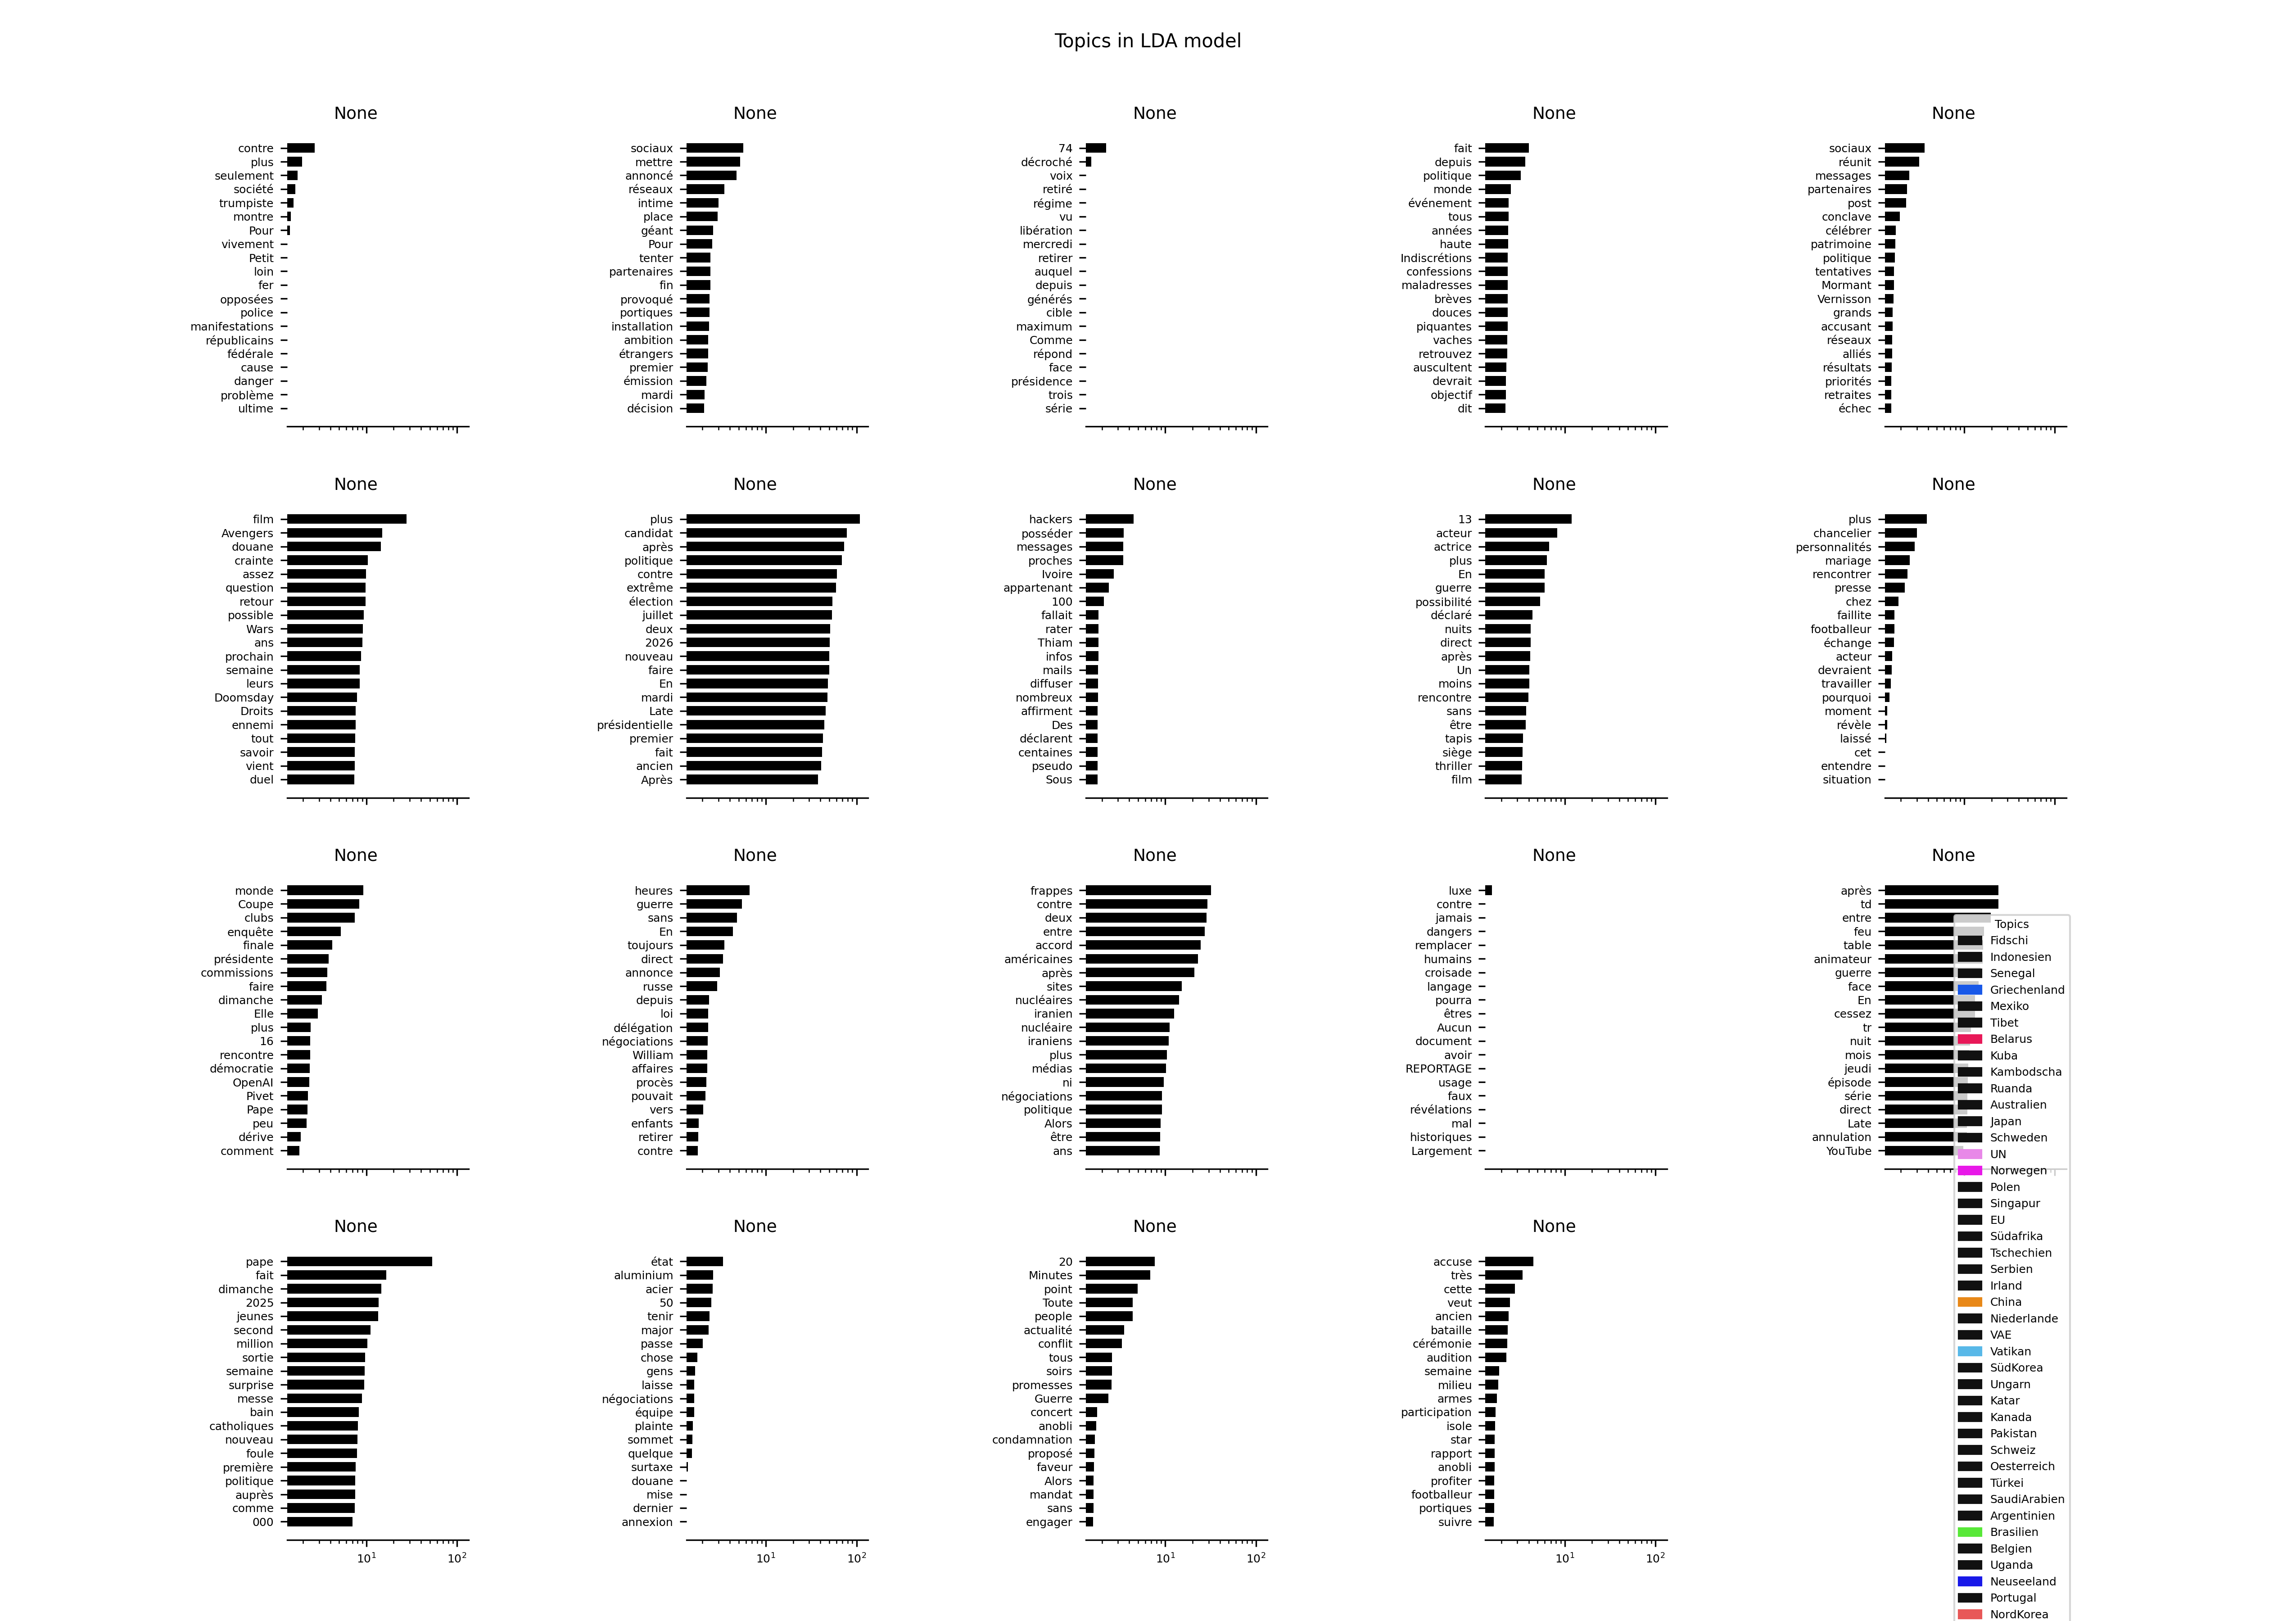 Topics in LDA model
None
contre
plus
seulement
société
trumpiste
montre
Pour
vivement
Petit
loin
fer
opposées
police
manifestations
républicains
fédérale
cause
danger
problème
ultime
None
sociaux
mettre
annoncé
réseaux
intime
place
géant
Pour
tenter
partenaires
fin
provoqué
portiques
installation
ambition
étrangers
premier
émission
mardi
décision
None
74
décroché
voix
retiré
régime
vu
libération
mercredi
retirer
auquel
depuis
générés
cible
maximum
Comme
répond
face
présidence
trois
série
None
fait
depuis
politique
monde
événement
tous
années
haute
Indiscrétions
confessions
maladresses
brèves
douces
piquantes
vaches
retrouvez
auscultent
devrait
objectif
dit
None
sociaux
réunit
messages
partenaires
post
conclave
célébrer
patrimoine
politique
tentatives
Mormant
Vernisson
grands
accusant
réseaux
alliés
résultats
priorités
retraites
échec
None
film
Avengers
douane
crainte
assez
question
retour
possible
Wars
ans
prochain
semaine
leurs
Doomsday
Droits
ennemi
tout
savoir
vient
duel
None
plus
candidat
après
politique
contre
extrême
élection
juillet
deux
2026
nouveau
faire
En
mardi
Late
présidentielle
premier
fait
ancien
Après
None
hackers
posséder
messages
proches
Ivoire
appartenant
100
fallait
rater
Thiam
infos
mails
diffuser
nombreux
affirment
Des
déclarent
centaines
pseudo
Sous
None
13
acteur
actrice
plus
En
guerre
possibilité
déclaré
nuits
direct
après
Un
moins
rencontre
sans
être
tapis
siège
thriller
film
None
plus
chancelier
personnalités
mariage
rencontrer
presse
chez
faillite
footballeur
échange
acteur
devraient
travailler
pourquoi
moment
révèle
laissé
cet
entendre
situation
None
monde
Coupe
clubs
enquête
finale
présidente
commissions
faire
dimanche
Elle
plus
16
rencontre
démocratie
OpenAI
Pivet
Pape
peu
dérive
comment
None
heures
guerre
sans
En
toujours
direct
annonce
russe
depuis
loi
délégation
négociations
William
affaires
procès
pouvait
vers
enfants
retirer
contre
None
frappes
contre
deux
entre
accord
américaines
après
sites
nucléaires
iranien
nucléaire
iraniens
plus
médias
ni
négociations
politique
Alors
être
ans
None
luxe
contre
jamais
dangers
remplacer
humains
croisade
langage
pourra
êtres
Aucun
document
avoir
REPORTAGE
usage
faux
révélations
mal
historiques
Largement
None
après
td
entre
feu
table
animateur
guerre
face
En
cessez
tr
nuit
mois
jeudi
épisode
série
direct
Late
annulation
YouTube
None
pape
fait
dimanche
2025
jeunes
second
million
sortie
semaine
surprise
messe
bain
catholiques
nouveau
foule
première
politique
auprès
comme
000
10¹ 10²
None
état
aluminium
acier
50
tenir
major
passe
chose
gens
laisse
négociations
équipe
plainte
sommet
quelque
surtaxe
douane
mise
dernier
annexion
10¹ 10²
None
20
Minutes
point
Toute
people
actualité
conflit
tous
soirs
promesses
Guerre
concert
anobli
condamnation
proposé
faveur
Alors
mandat
sans
engager
10¹ 10²
None
accuse
très
cette
veut
ancien
bataille
cérémonie
audition
semaine
milieu
armes
participation
isole
star
rapport
anobli
profiter
footballeur
portiques
suivre
10¹ 10²
Topics
Fidschi
Indonesien
Senegal
Griechenland
Mexiko
Tibet
Belarus
Kuba
Kambodscha
Ruanda
Australien
Japan
Schweden
UN
Norwegen
Polen
Singapur
EU
Südafrika
Tschechien
Serbien
Irland
China
Niederlande
VAE
Vatikan
SüdKorea
Ungarn
Katar
Kanada
Pakistan
Schweiz
Oesterreich
Türkei
SaudiArabien
Argentinien
Brasilien
Belgien
Uganda
Neuseeland
Portugal
NordKorea